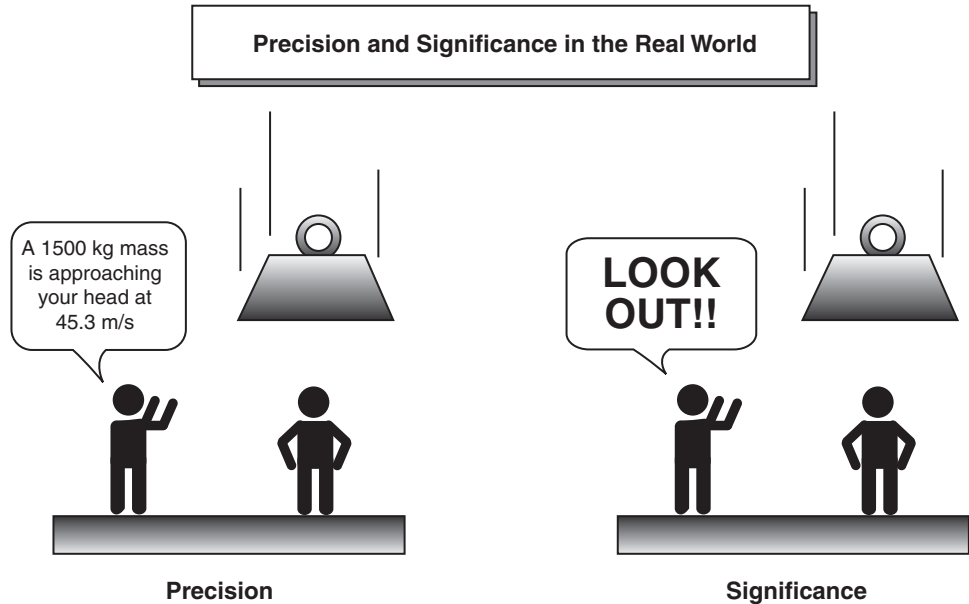 Precision and Significance in the Real World
A 1500 kg mass
is approaching
your head at
45.3 m/s
LOOK
OUT!!
Precision
Significance